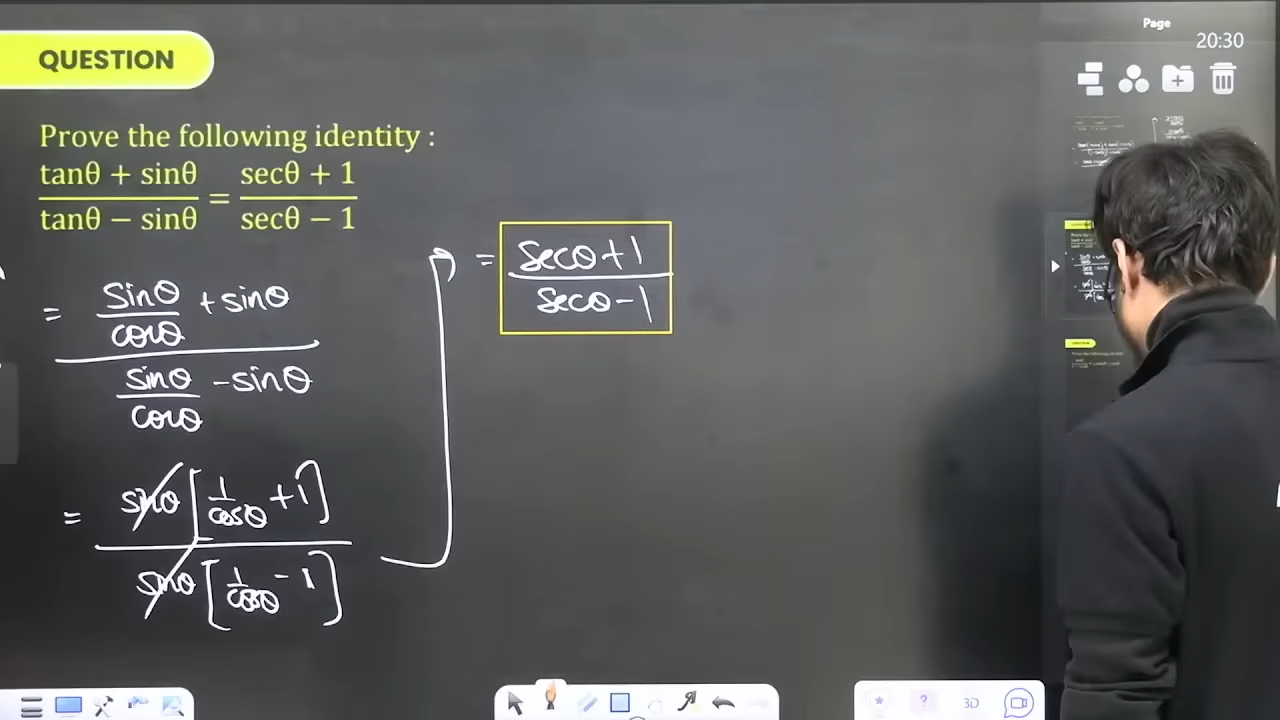 Page
20:30
QUESTION
Prove the following identity :
tanθ + sinθ / tanθ − sinθ = secθ + 1 / secθ − 1
= (sinθ/cosθ + sinθ) / (sinθ/cosθ - sinθ)
= sinθ [1/cosθ + 1] / sinθ [1/cosθ - 1]
= secθ + 1 / secθ - 1
3D